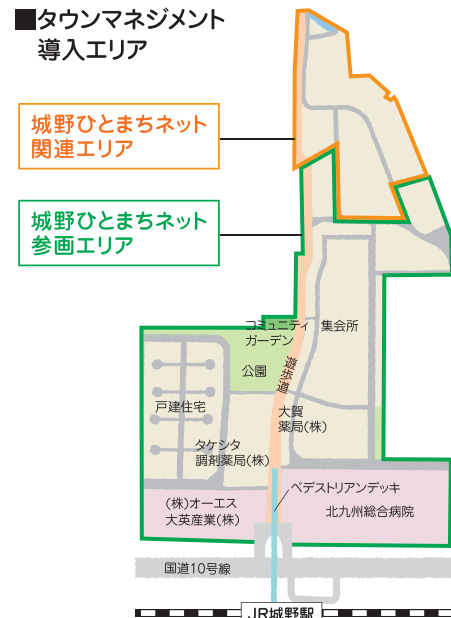 ■タウンマネジメント
導入エリア
城野ひとまちネット
関連エリア
城野ひとまちネット
参画エリア
コミュニティ
ガーデン
集会所
公園
遊歩道
戸建住宅
大賀
薬局(株)
タケシタ
調剤薬局(株)
ペデストリアンデッキ
(株)オーエス
大英産業(株)
北九州総合病院
国道10号線
JR城野駅